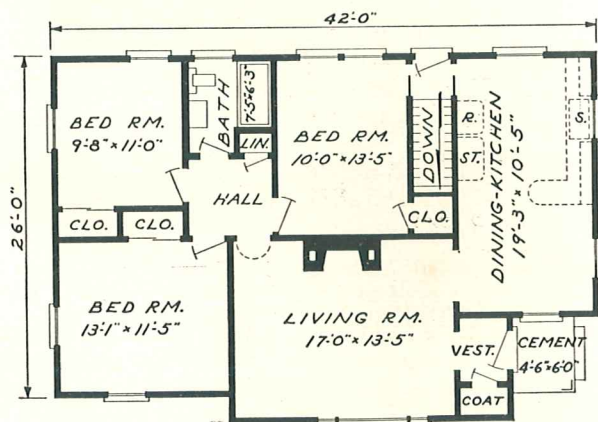 42'-0"
26'-0"
BED RM.
9'-8" x 11'-0"
BATH
7'-5" x 6'-3"
LIN.
BED RM.
10'-0" x 13'-5"
DOWN
R.
ST.
S.
DINING-KITCHEN
19'-3" x 10'-5"
CLO.
CLO.
HALL
CLO.
BED RM.
13'-1" x 11'-5"
LIVING RM.
17'-0" x 13'-5"
VEST.
CEMENT
4'-6" x 6'-0"
COAT